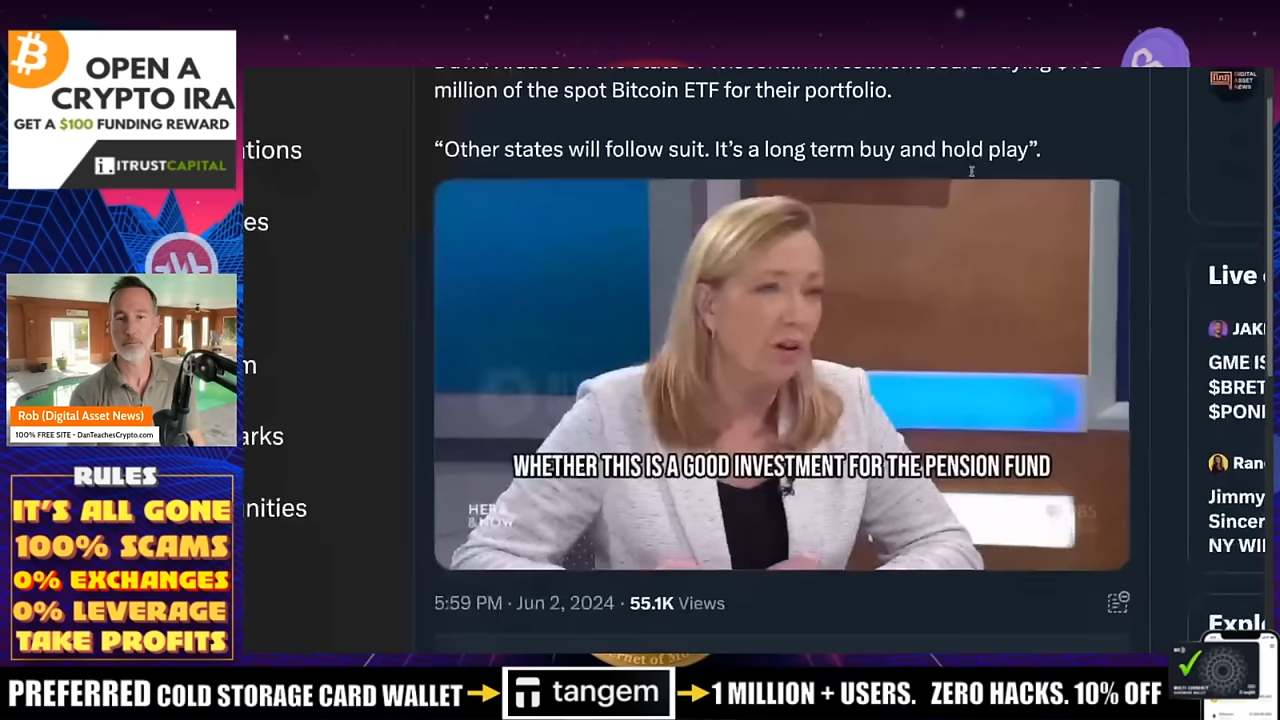 OPEN A
CRYPTO IRA
GET A $100 FUNDING REWARD
ITRUSTCAPITAL
Rob (Digital Asset News)
100% FREE SITE - DanTeachesCrypto.com
RULES
IT'S ALL GONE
100% SCAMS
0% EXCHANGES
0% LEVERAGE
TAKE PROFITS
million of the spot Bitcoin ETF for their portfolio.
“Other states will follow suit. It’s a long term buy and hold play”.
WHETHER THIS IS A GOOD INVESTMENT FOR THE PENSION FUND
HERE
& NOW
PBS
5:59 PM · Jun 2, 2024 · 55.1K Views
DIGITAL
ASSET
NEWS
Live
JAK
GME IS
$BRET
$PON
Ran
Jimmy
Sincer
NY WI
Expl
PREFERRED COLD STORAGE CARD WALLET
tangem
1 MILLION + USERS. ZERO HACKS. 10% OFF